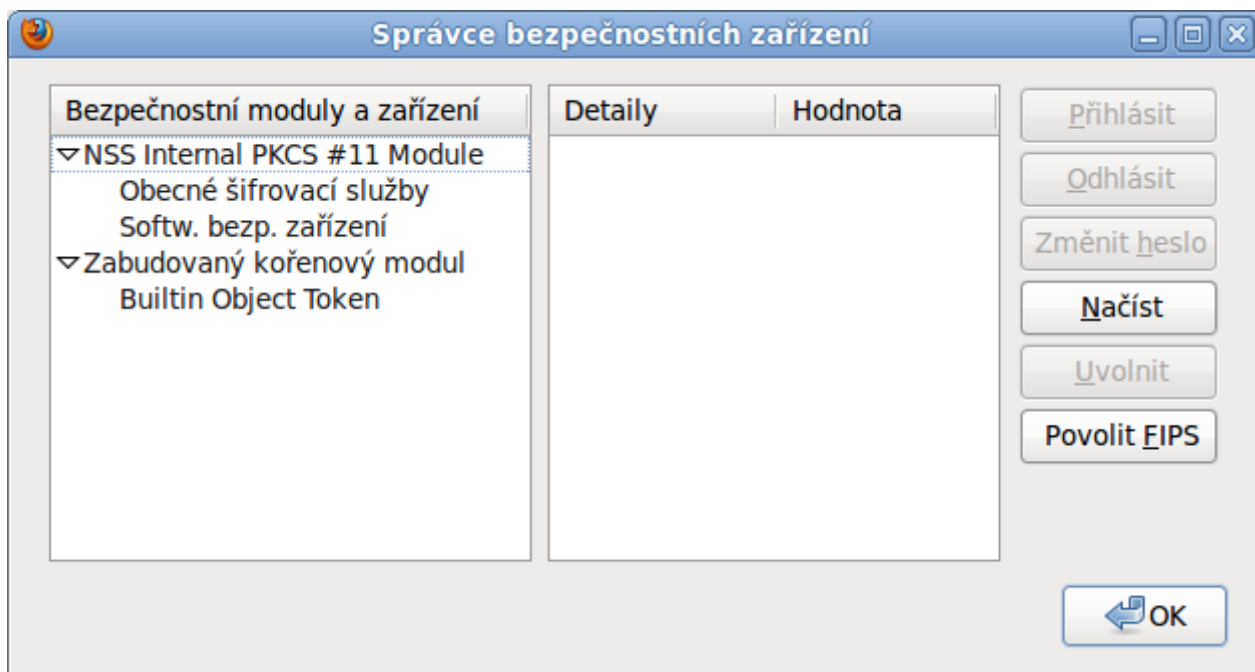 Správce bezpečnostních zařízení
Bezpečnostní moduly a zařízení
NSS Internal PKCS #11 Module
Obecné šifrovací služby
Softw. bezp. zařízení
Zabudovaný kořenový modul
Builtin Object Token
Detaily
Hodnota
Přihlásit
Odhlásit
Změnit heslo
Načíst
Uvolnit
Povolit FIPS
OK